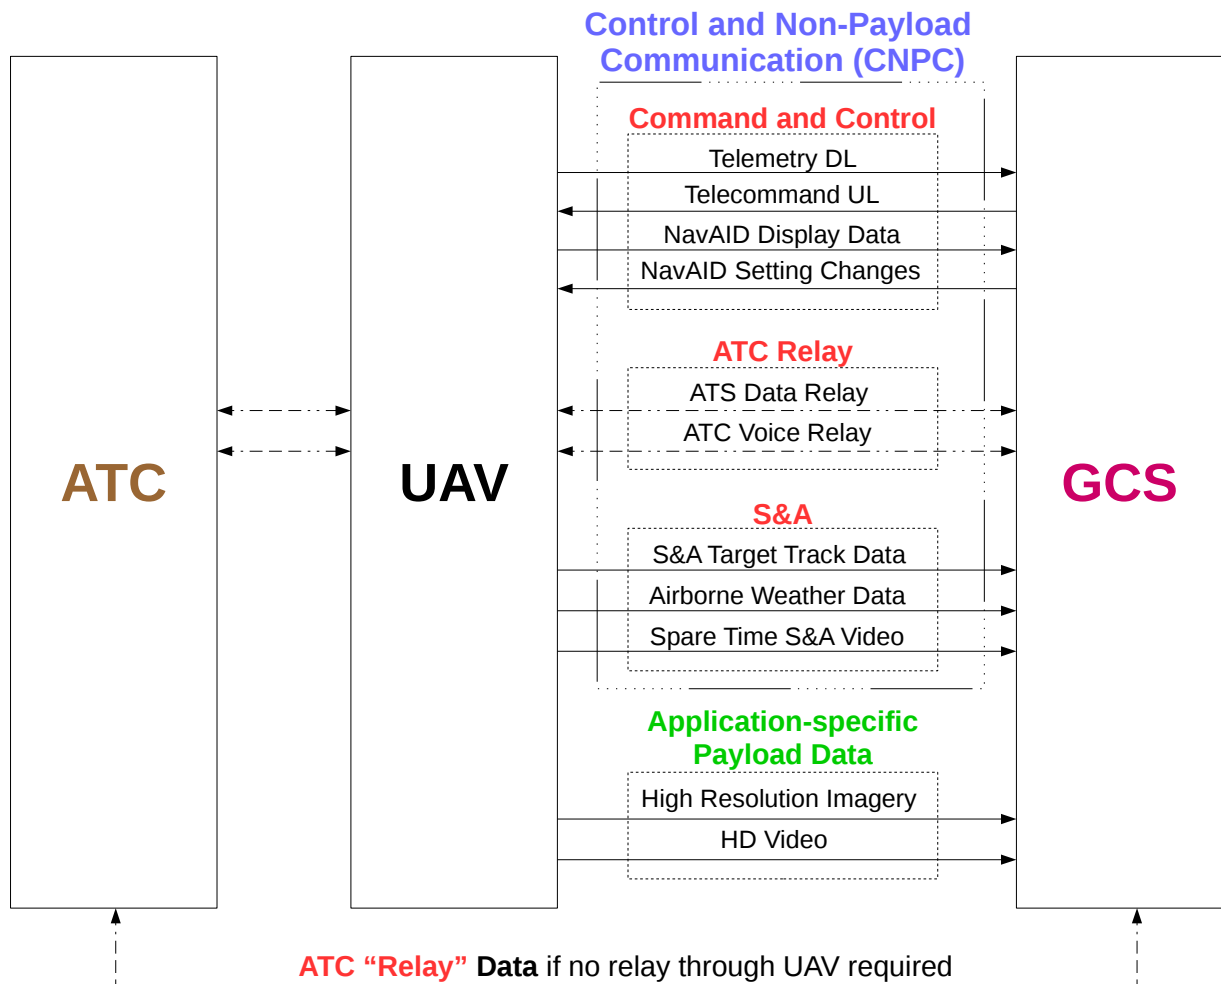 Control and Non-Payload
Communication (CNPC)
Command and Control
Telemetry DL
Telecommand UL
NavAID Display Data
NavAID Setting Changes
ATC Relay
ATS Data Relay
ATC Voice Relay
ATC
UAV
GCS
S&A
S&A Target Track Data
Airborne Weather Data
Spare Time S&A Video
Application-specific
Payload Data
High Resolution Imagery
HD Video
ATC “Relay” Data if no relay through UAV required